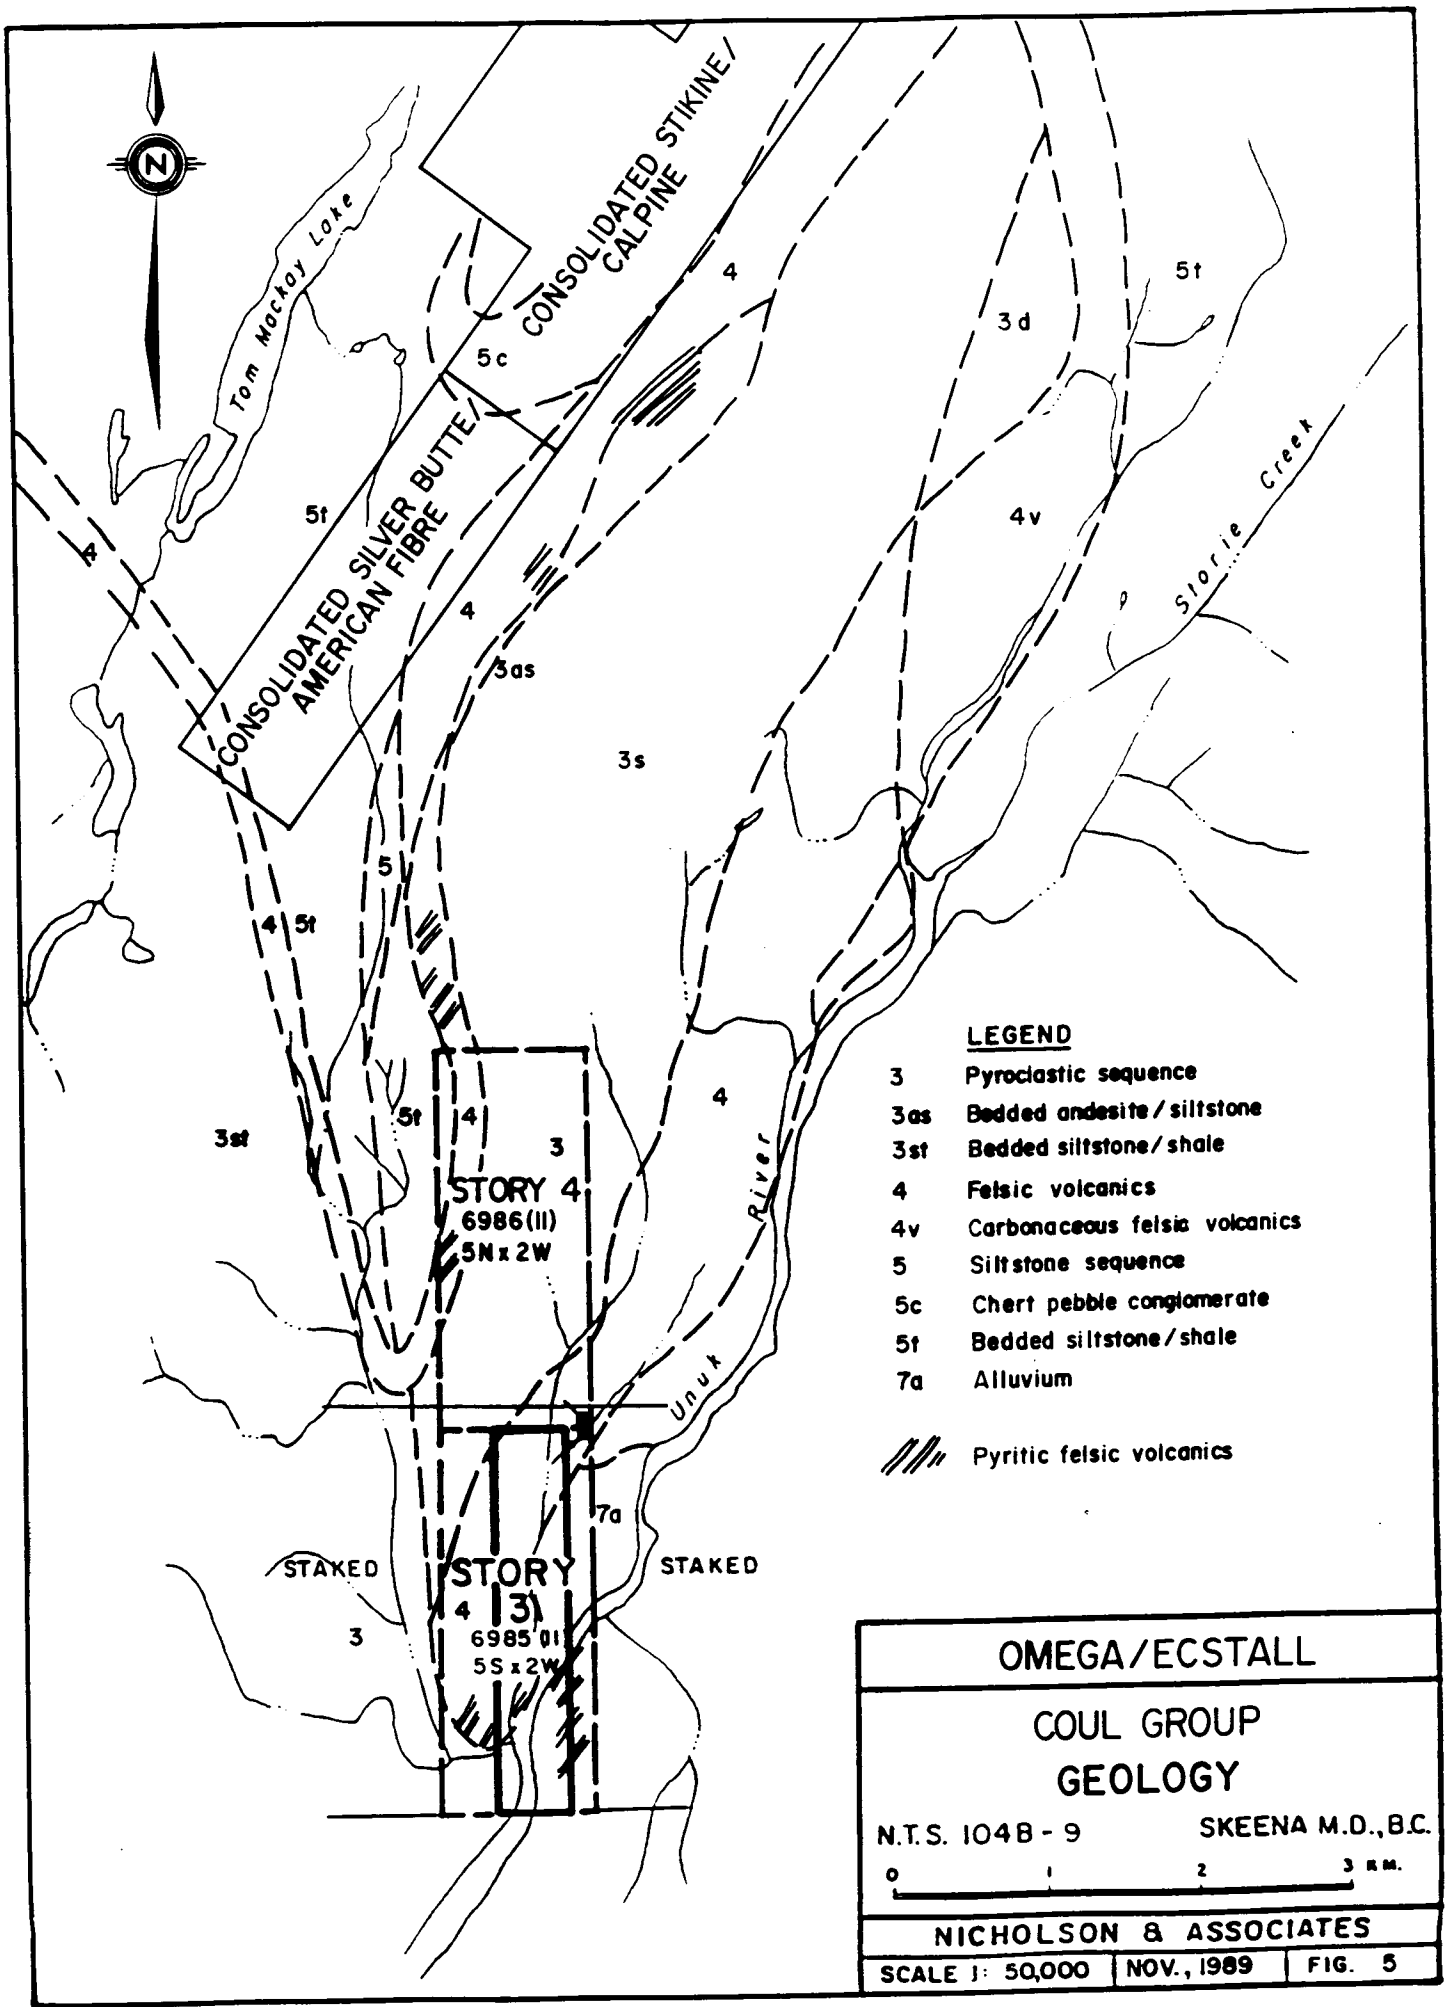 N
Tom Mackay Lake
CONSOLIDATED STIKINE/
CALPINE
4
5t
3d
5c
CONSOLIDATED SILVER BUTTE/
AMERICAN FIBRE
5t
4v
Storie Creek
4
4
3as
3s
5
4
5t
4
3st
5t
4
3
River
Unuk
STORY 4
6986(11)
5N x 2W
7a
STAKED
STAKED
STORY
3
4
3
6985(11
5S x 2W
LEGEND
3 Pyroclastic sequence
3as Bedded andesite/siltstone
3st Bedded siltstone/shale
4 Felsic volcanics
4v Carbonaceous felsic volcanics
5 Siltstone sequence
5c Chert pebble conglomerate
5t Bedded siltstone/shale
7a Alluvium
Pyritic felsic volcanics
OMEGA/ECSTALL
COUL GROUP
GEOLOGY
N.T.S. 104B-9 SKEENA M.D., B.C.
0 1 2 3 KM.
NICHOLSON & ASSOCIATES
SCALE 1: 50,000 NOV., 1989 FIG. 5